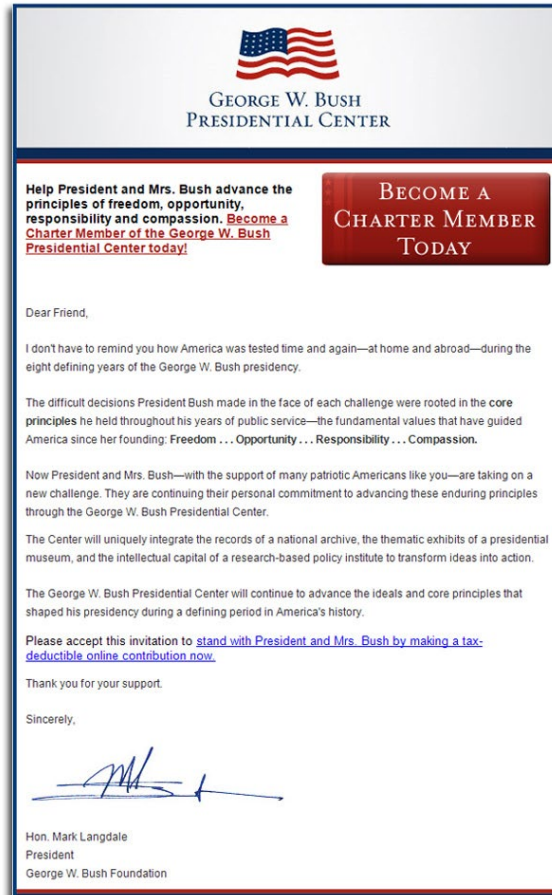 GEORGE W. BUSH
PRESIDENTIAL CENTER
Help President and Mrs. Bush advance the
principles of freedom, opportunity,
responsibility and compassion. Become a
Charter Member of the George W. Bush
Presidential Center today!
BECOME A
CHARTER MEMBER
TODAY
Dear Friend,
I don't have to remind you how America was tested time and again—at home and abroad—during the
eight defining years of the George W. Bush presidency.
The difficult decisions President Bush made in the face of each challenge were rooted in the core
principles he held throughout his years of public service—the fundamental values that have guided
America since her founding: Freedom . . . Opportunity . . . Responsibility . . . Compassion.
Now President and Mrs. Bush—with the support of many patriotic Americans like you—are taking on a
new challenge. They are continuing their personal commitment to advancing these enduring principles
through the George W. Bush Presidential Center.
The Center will uniquely integrate the records of a national archive, the thematic exhibits of a presidential
museum, and the intellectual capital of a research-based policy institute to transform ideas into action.
The George W. Bush Presidential Center will continue to advance the ideals and core principles that
shaped his presidency during a defining period in America's history.
Please accept this invitation to stand with President and Mrs. Bush by making a tax-
deductible online contribution now.
Thank you for your support.
Sincerely,
Hon. Mark Langdale
President
George W. Bush Foundation